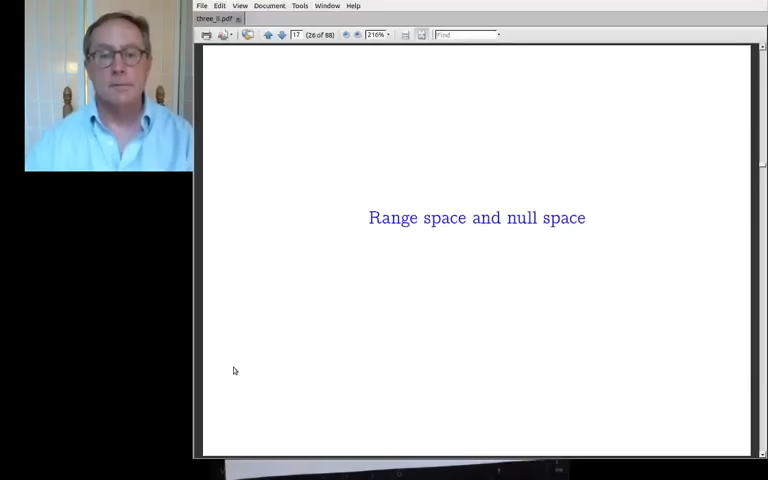 File Edit View Document Tools Window Help
three_ii.pdf
17 (26 of 88) 216% Find
Range space and null space